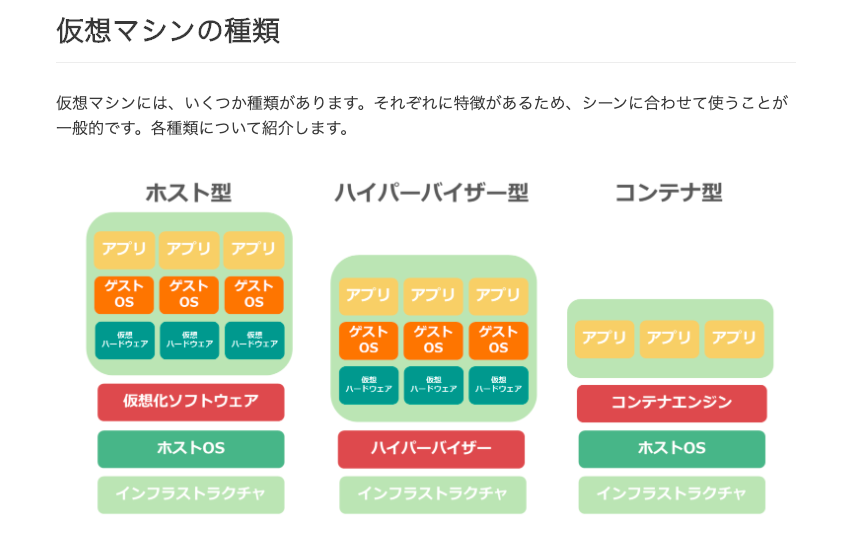 仮想マシンの種類
仮想マシンには、いくつか種類があります。それぞれに特徴があるため、シーンに合わせて使うことが
一般的です。各種類について紹介します。
ホスト型
アプリ アプリ アプリ
ゲスト ゲスト ゲスト
OS OS OS
仮想 仮想 仮想
ハードウェア ハードウェア ハードウェア
仮想化ソフトウェア
ホストOS
インフラストラクチャ
ハイパーバイザー型
アプリ アプリ アプリ
ゲスト ゲスト ゲスト
OS OS OS
仮想 仮想 仮想
ハードウェア ハードウェア ハードウェア
ハイパーバイザー
インフラストラクチャ
コンテナ型
アプリ アプリ アプリ
コンテナエンジン
ホストOS
インフラストラクチャ